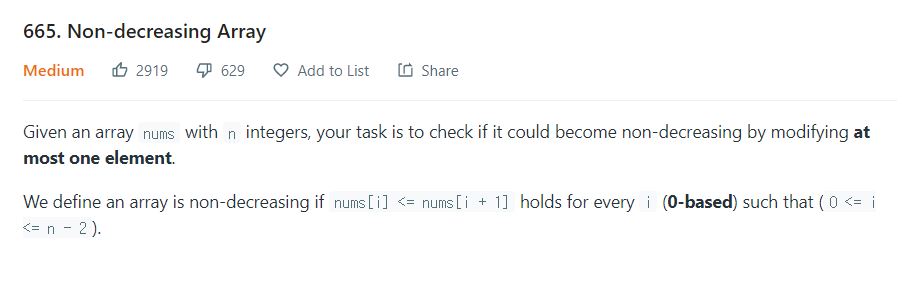 665. Non-decreasing Array
Medium 2919 629 Add to List Share
Given an array nums with n integers, your task is to check if it could become non-decreasing by modifying at
most one element.
We define an array is non-decreasing if nums[i] <= nums[i + 1] holds for every i (0-based) such that ( 0 <= i
<= n - 2 ).